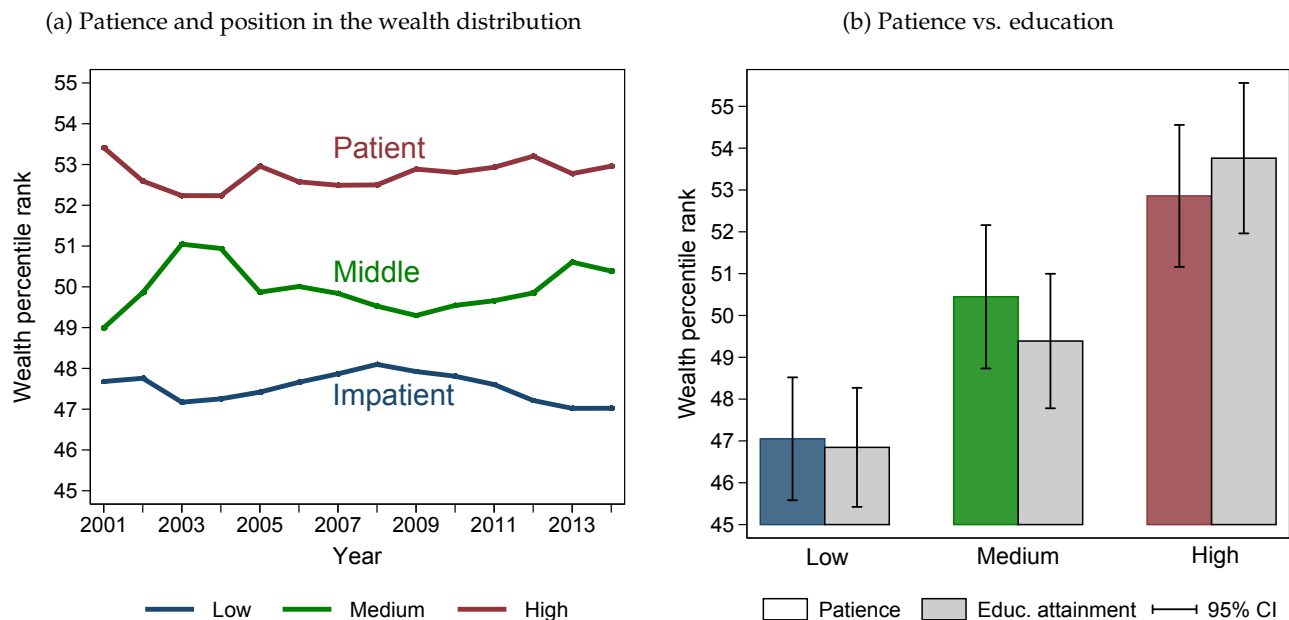 (a) Patience and position in the wealth distribution
Wealth percentile rank
55
54
53
52
51
50
49
48
47
46
45
Patient
Middle
Impatient
2001 2003 2005 2007 2009 2011 2013
Year
Low Medium High
(b) Patience vs. education
Wealth percentile rank
55
54
53
52
51
50
49
48
47
46
45
Low Medium High
Patience Educ. attainment 95% CI